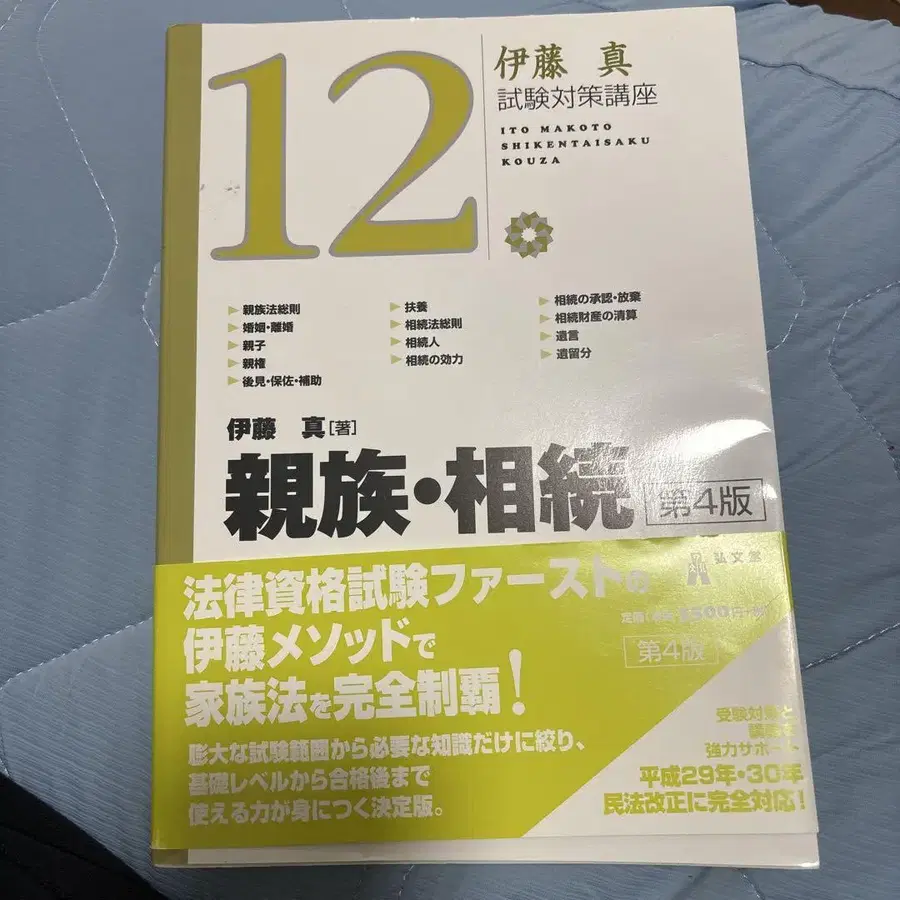 12
伊藤 真
試験対策講座
ITO MAKOTO
SHIKENTAISAKU
KOUZA
▶ 親族法総則
▶ 婚姻・離婚
▶ 親子
▶ 親権
▶ 後見・保佐・補助
▶ 扶養
▶ 相続法総則
▶ 相続人
▶ 相続の効力
▶ 相続の承認・放棄
▶ 相続財産の清算
▶ 遺言
▶ 遺留分
伊藤 真[著]
親族・相続 第4版
弘文堂
法律資格試験ファーストの
伊藤メソッドで
家族法を完全制覇!
膨大な試験範囲から必要な知識だけに絞り、
基礎レベルから合格後まで
使える力が身につく決定版。
第4版
受験対策と
強力サポート
平成29年・30年
民法改正に完全対応!